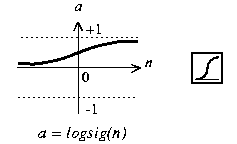 a
+1
n
0
-1
a = logsig(n)